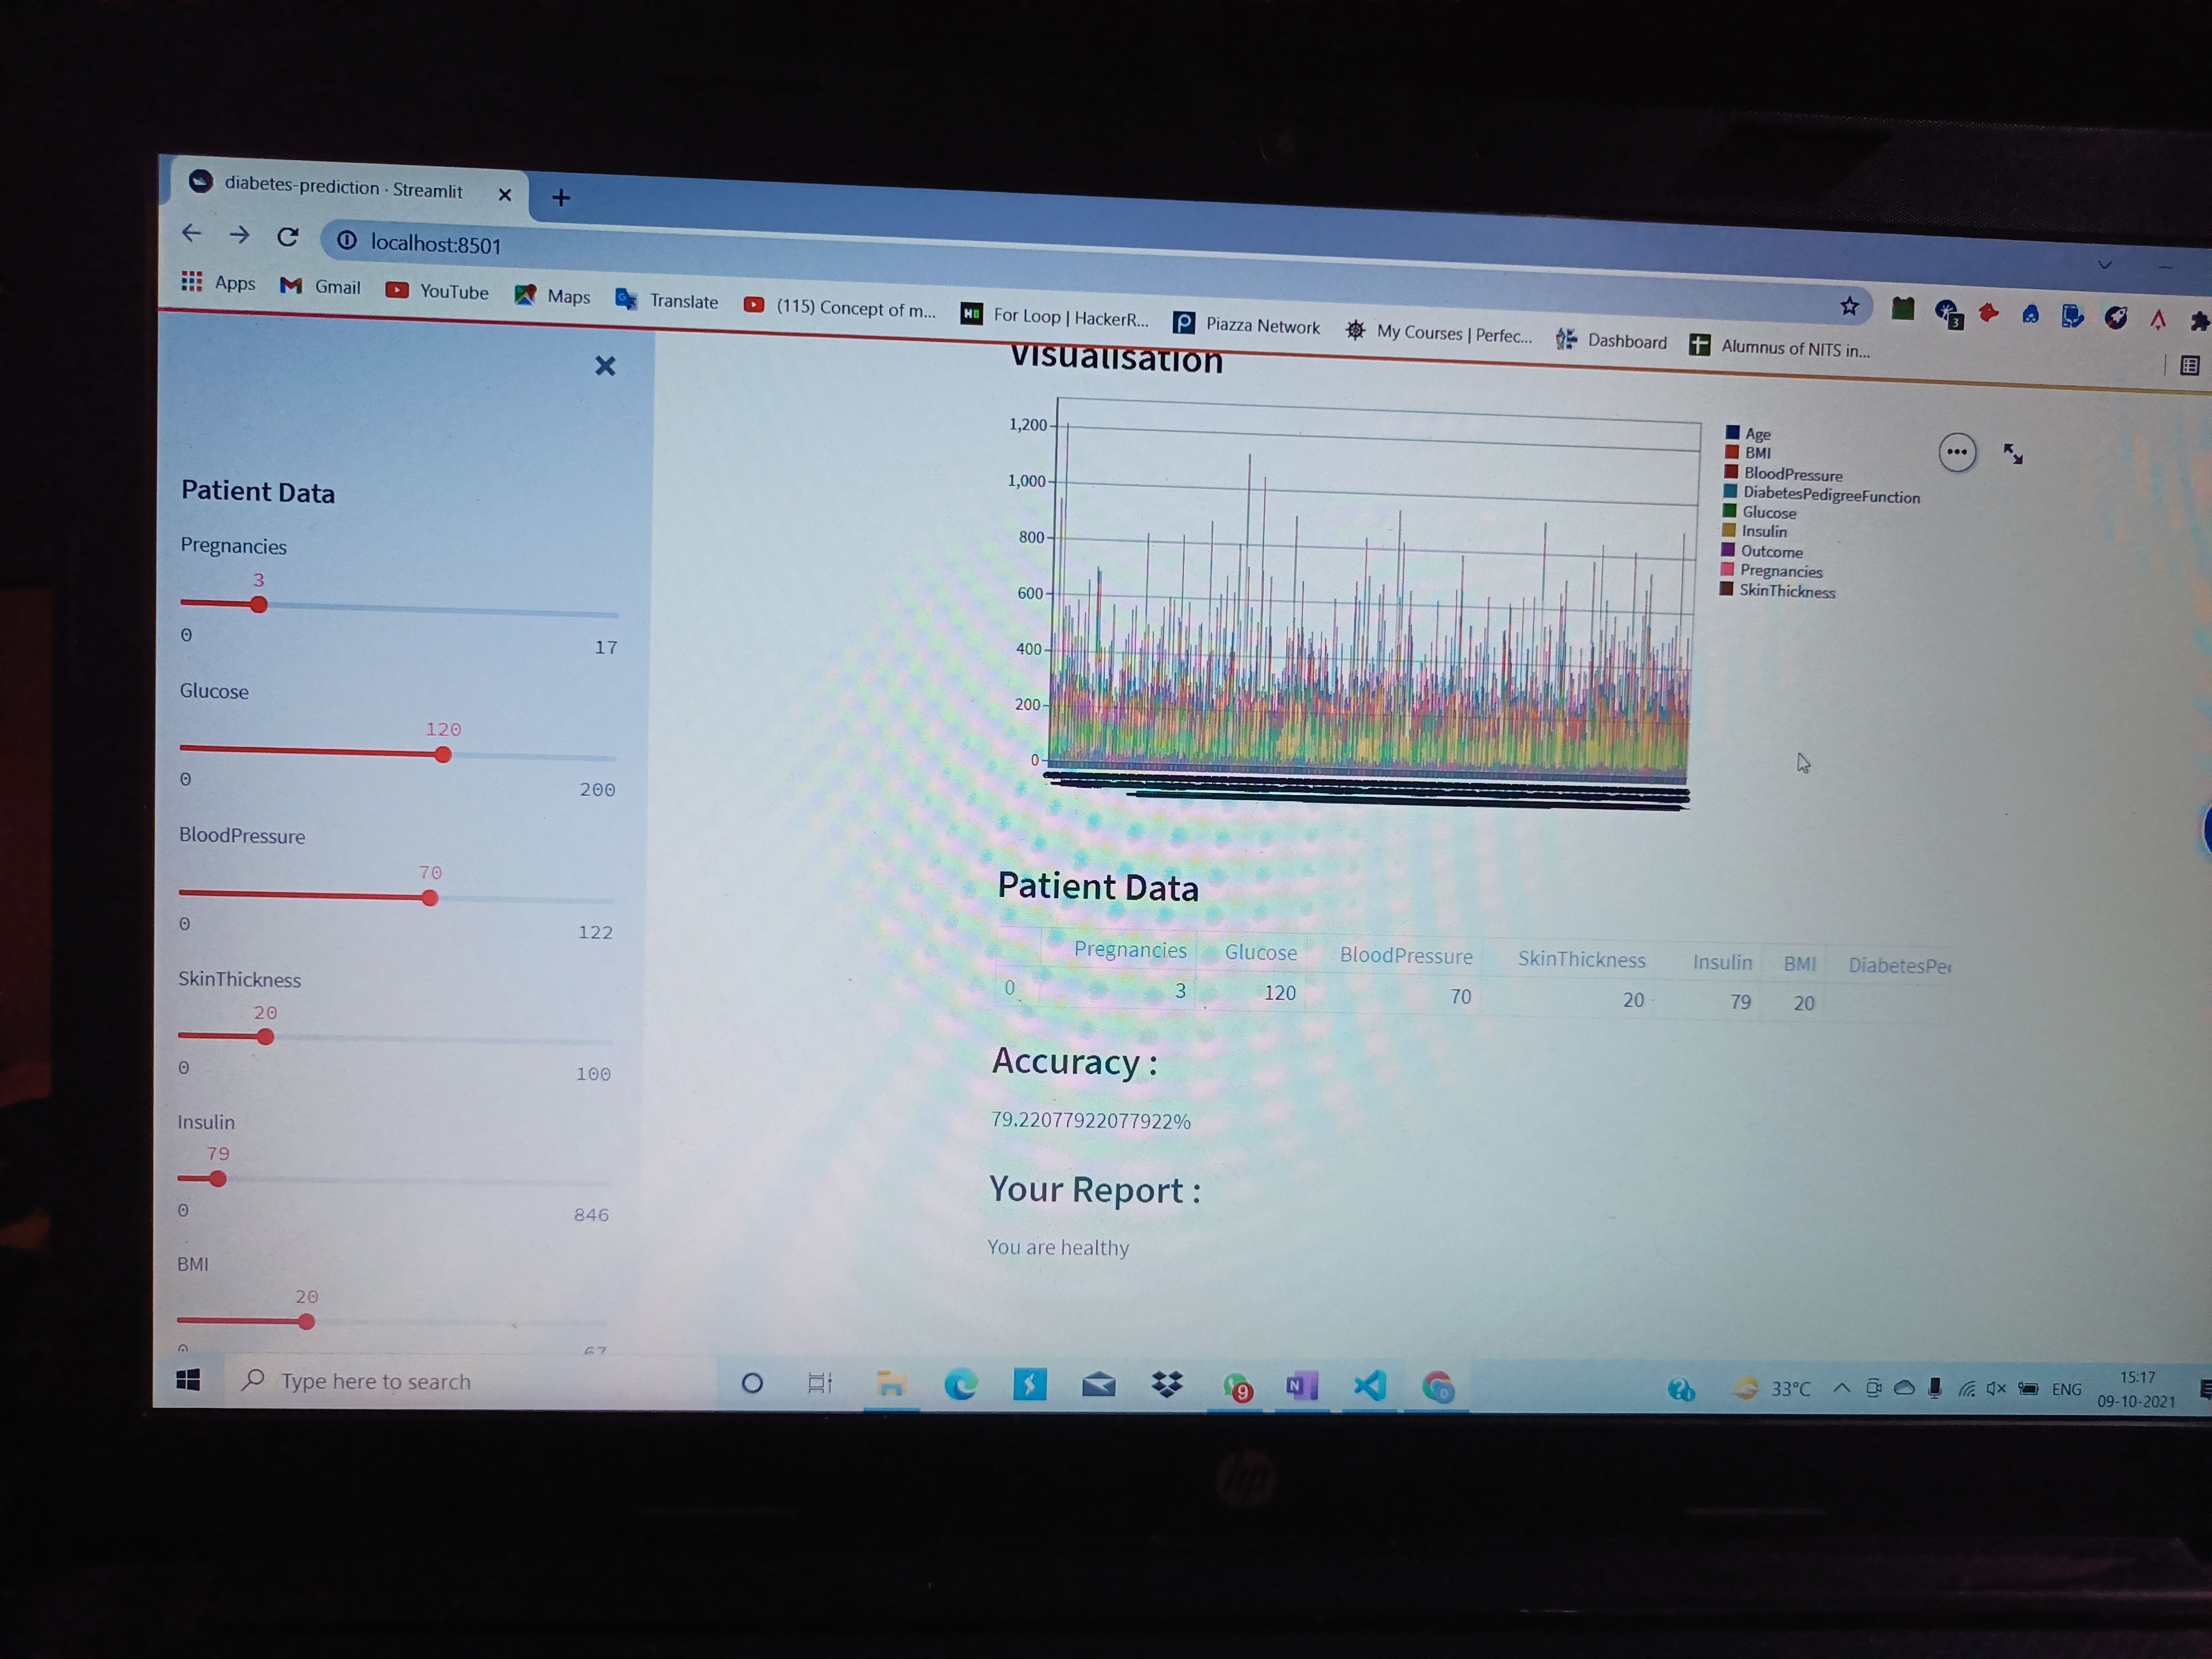 diabetes-prediction · Streamlit
localhost:8501
Apps Gmail YouTube Maps Translate (115) Concept of m... For Loop | HackerR... Piazza Network My Courses | Perfec... Dashboard Alumnus of NITS in...
3
Patient Data
Pregnancies
3
0 17
Glucose
120
0 200
BloodPressure
70
0 122
SkinThickness
20
0 100
Insulin
79
0 846
BMI
20
0 67
Visualisation
1,200
1,000
800
600
400
200
0
Age
BMI
BloodPressure
DiabetesPedigreeFunction
Glucose
Insulin
Outcome
Pregnancies
SkinThickness
Patient Data
Pregnancies Glucose BloodPressure SkinThickness Insulin BMI DiabetesPe
0 3 120 70 20 79 20
Accuracy :
79.22077922077922%
Your Report :
You are healthy
Type here to search
9
33°C ENG
15:17
09-10-2021
hp